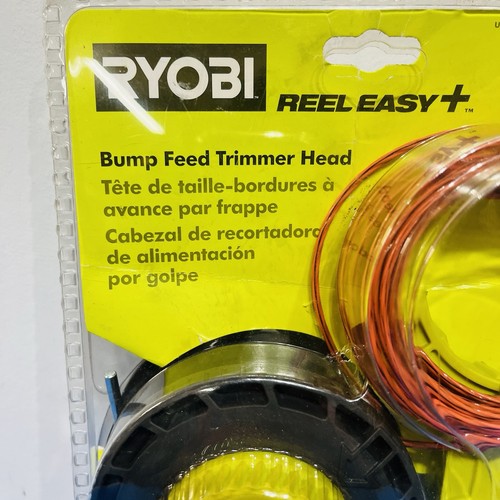 RYOBI
REEL EASY+™
Bump Feed Trimmer Head
Tête de taille-bordures à
avance par frappe
Cabezal de recortadora
de alimentación
por golpe